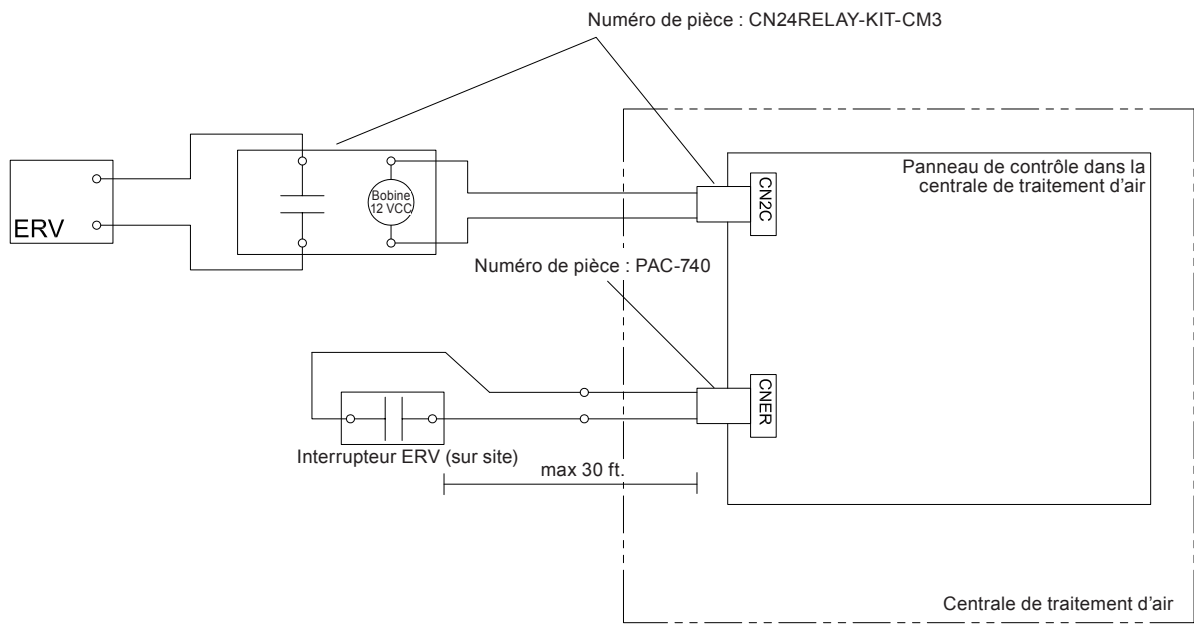 Numéro de pièce : CN24RELAY-KIT-CM3
Panneau de contrôle dans la
centrale de traitement d'air
CN2C
Bobine
12 VCC
ERV
Numéro de pièce : PAC-740
CNER
Interrupteur ERV (sur site)
max 30 ft.
Centrale de traitement d'air